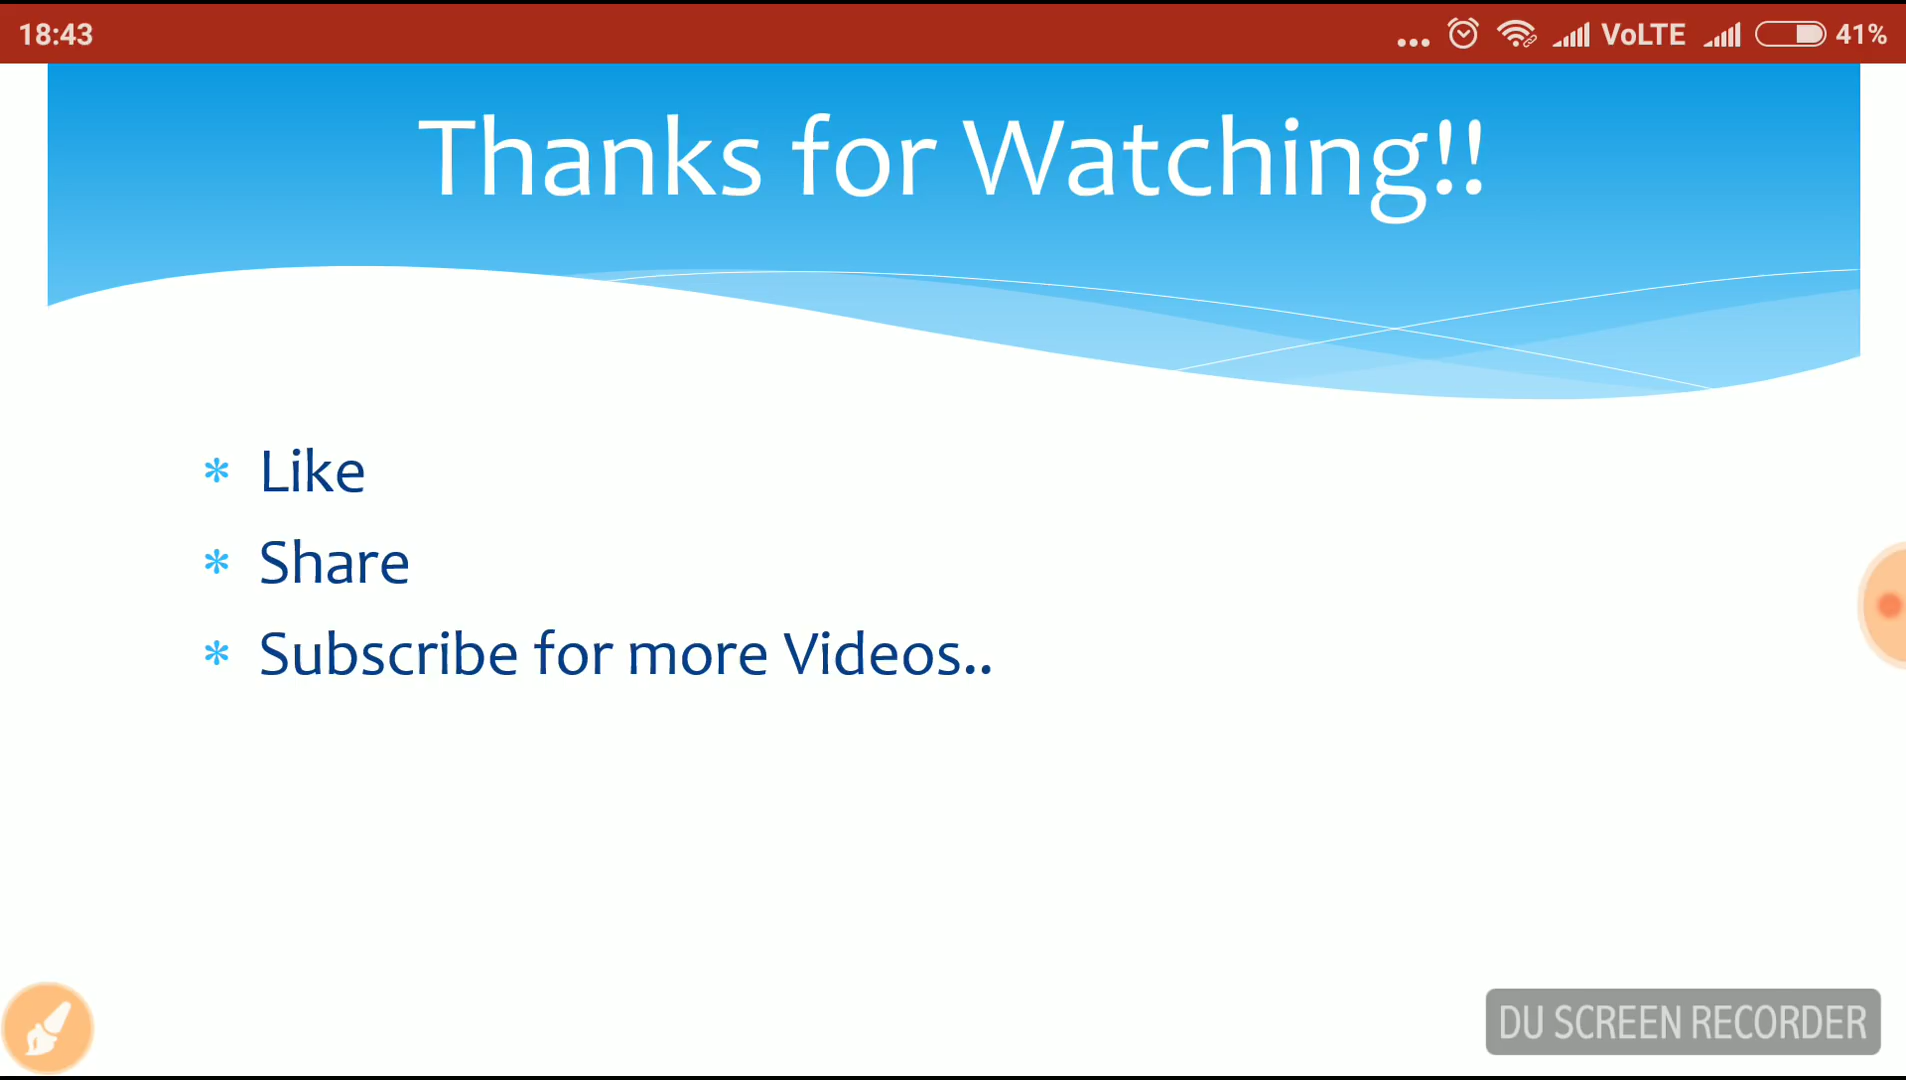 18:43 ... VoLTE 41%
Thanks for Watching!!
* Like
* Share
* Subscribe for more Videos..
DU SCREEN RECORDER